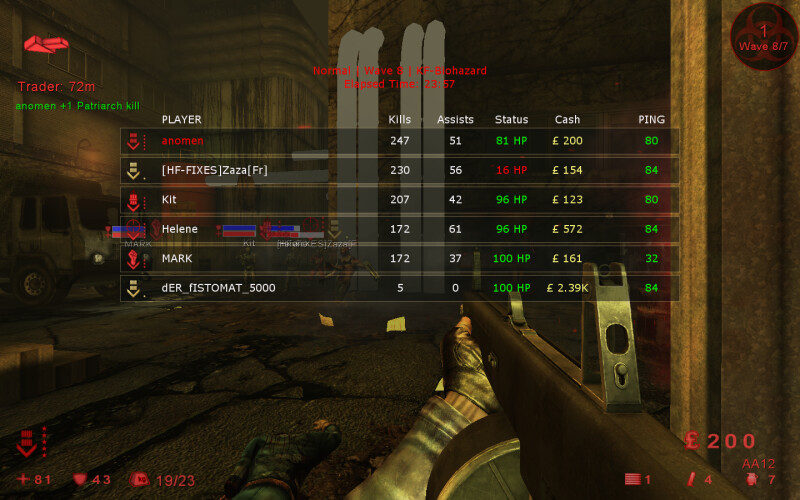 1
Wave 8/7
Trader: 72m
anomen +1 Patriarch kill
Normal | Wave 8 | KF-Biohazard
Elapsed Time: 23:57
PLAYER Kills Assists Status Cash PING
anomen 247 51 81 HP £ 200 80
[HF-FIXES]Zaza[Fr] 230 56 16 HP £ 154 84
Kit 207 42 96 HP £ 123 80
Helene 172 61 96 HP £ 572 84
MARK 172 37 100 HP £ 161 32
dER_fISTOMAT_5000 5 0 100 HP £ 2.39K 84
MARK Kit
£ 200
AA12
81 43 19/23 1 4 7